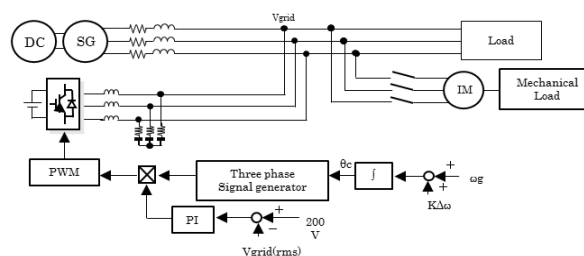 Vgrid
DC
SG
Load
IM
Mechanical
Load
PWM
Three phase
Signal generator
θc
∫
+
+
ωg
KΔω
PI
+
−
200
V
Vgrid(rms)